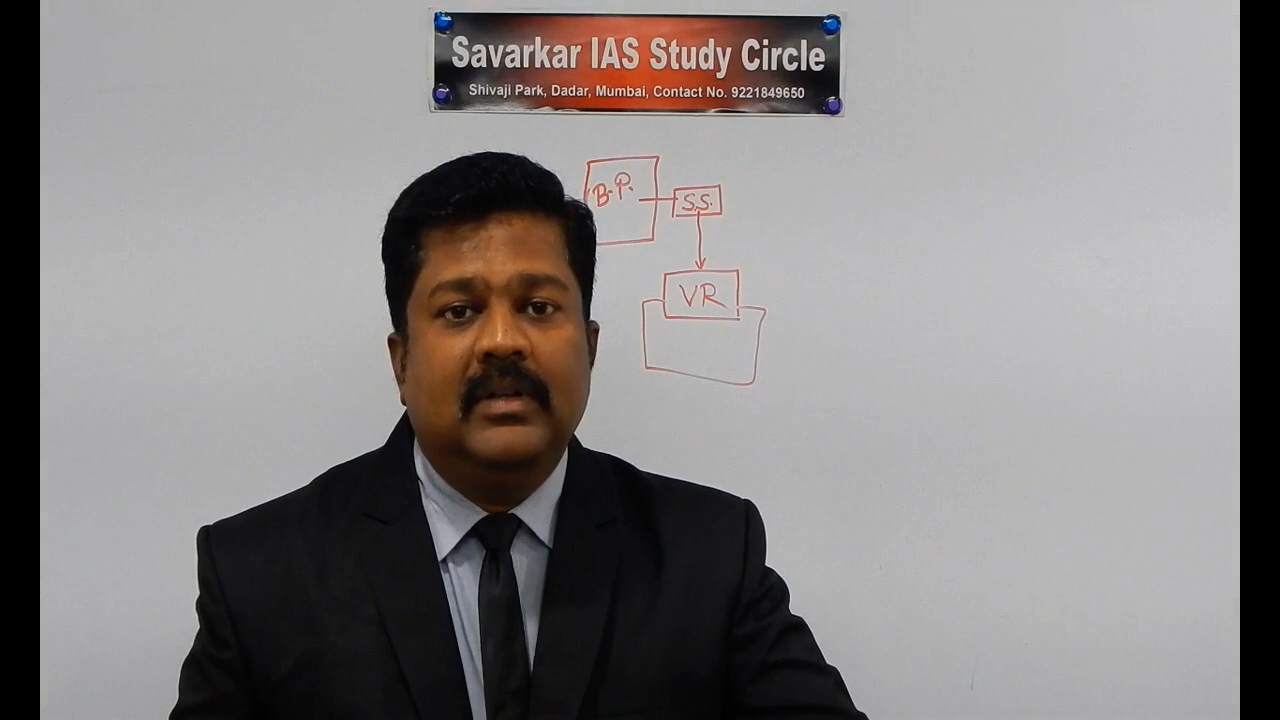 Savarkar IAS Study Circle
Shivaji Park, Dadar, Mumbai, Contact No. 9221849650
B.P.
S.S.
VR